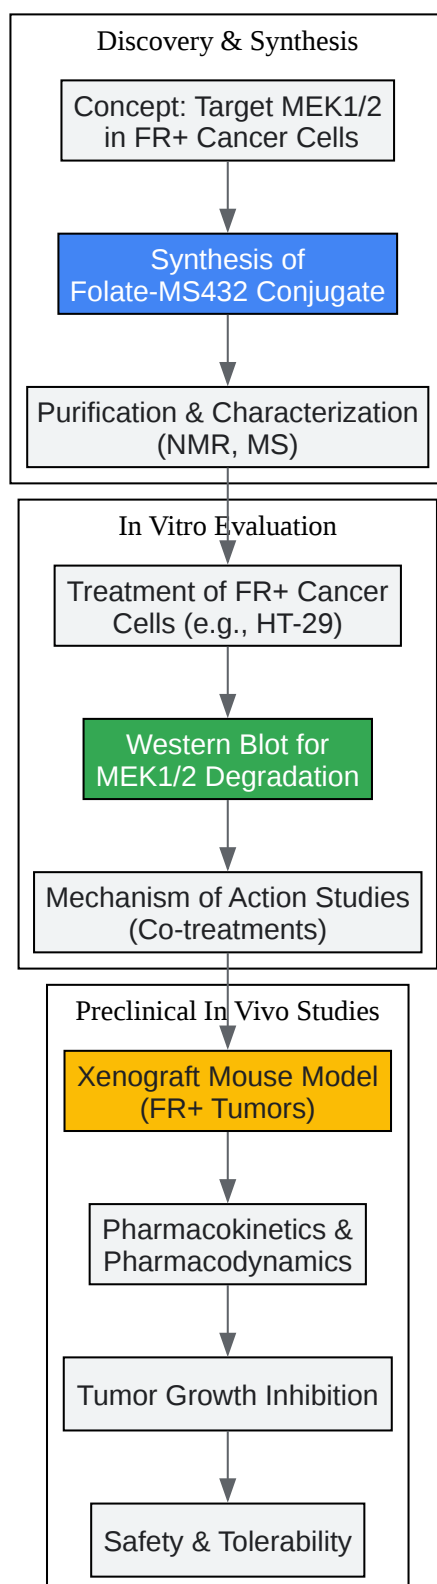 Discovery & Synthesis
Concept: Target MEK1/2
in FR+ Cancer Cells
Synthesis of
Folate-MS432 Conjugate
Purification & Characterization
(NMR, MS)
In Vitro Evaluation
Treatment of FR+ Cancer
Cells (e.g., HT-29)
Western Blot for
MEK1/2 Degradation
Mechanism of Action Studies
(Co-treatments)
Preclinical In Vivo Studies
Xenograft Mouse Model
(FR+ Tumors)
Pharmacokinetics &
Pharmacodynamics
Tumor Growth Inhibition
Safety & Tolerability